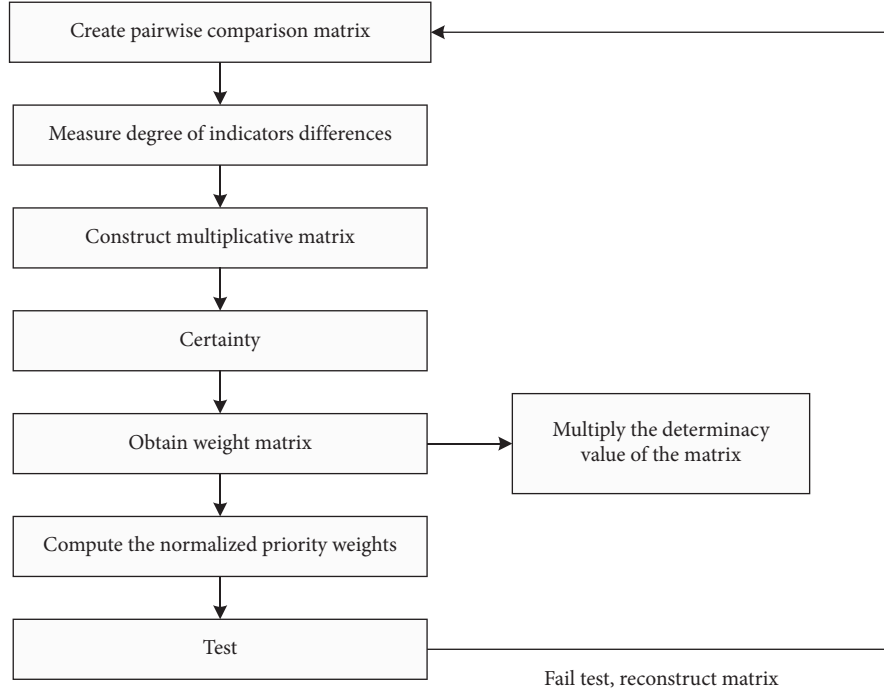 Create pairwise comparison matrix
Measure degree of indicators differences
Construct multiplicative matrix
Certainty
Obtain weight matrix
Multiply the determinacy
value of the matrix
Compute the normalized priority weights
Test
Fail test, reconstruct matrix